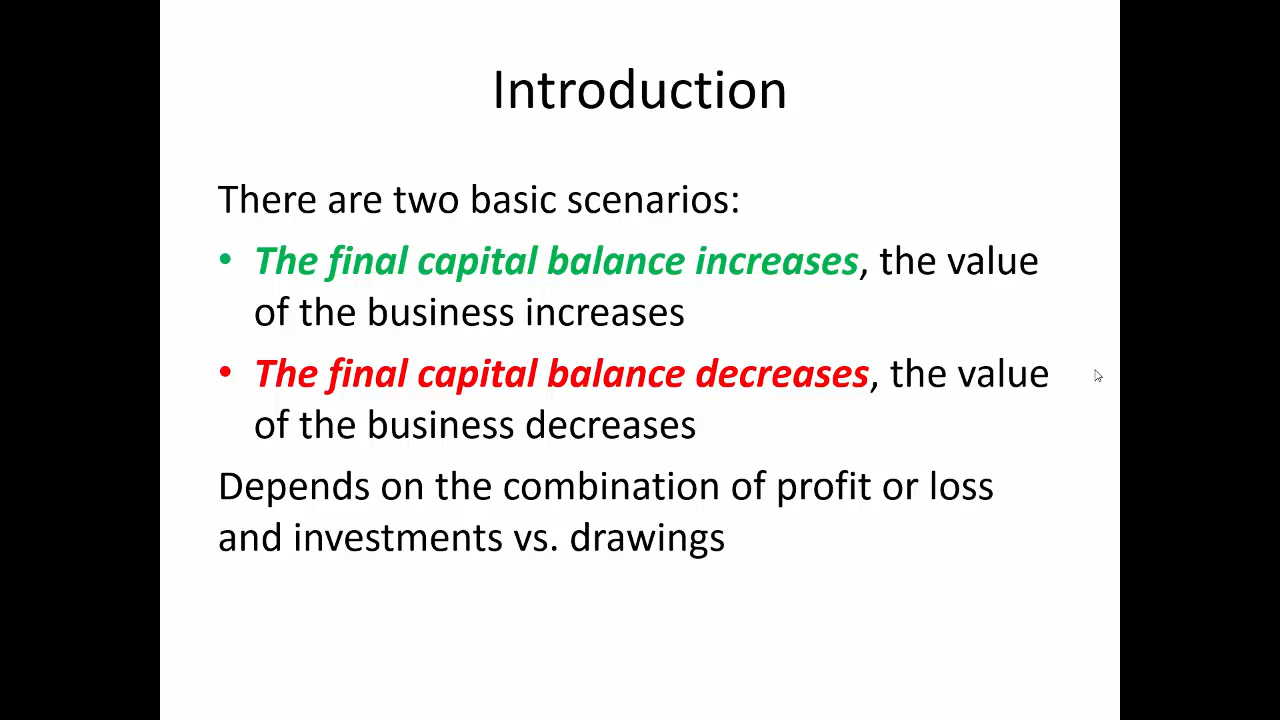 Introduction
There are two basic scenarios:
• The final capital balance increases, the value
of the business increases
• The final capital balance decreases, the value
of the business decreases
Depends on the combination of profit or loss
and investments vs. drawings